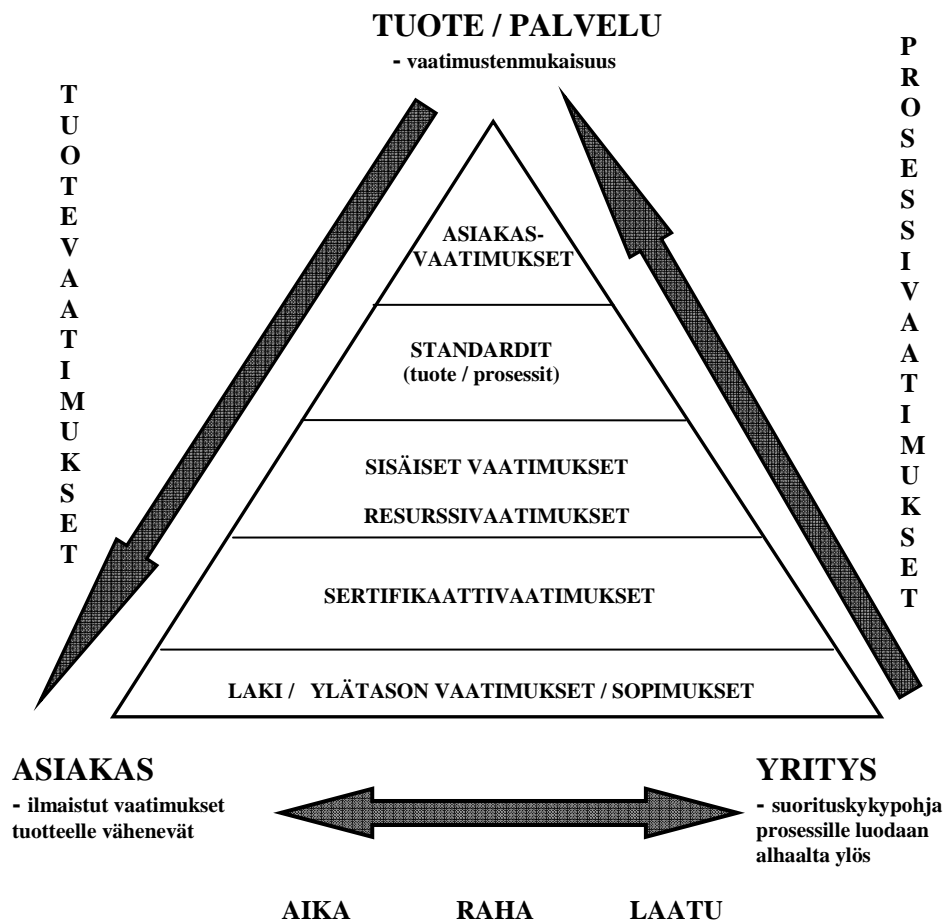 TUOTE / PALVELU
- vaatimustenmukaisuus
TUOTEVAATIMUKSET
PROSESSIVAATIMUKSET
ASIAKAS-
VAATIMUKSET
STANDARDIT
(tuote / prosessit)
SISÄISET VAATIMUKSET
RESURSSIVAATIMUKSET
SERTIFIKAATTIVAATIMUKSET
LAKI / YLÄTASON VAATIMUKSET / SOPIMUKSET
ASIAKAS
- ilmaistut vaatimukset
tuotteelle vähenevät
YRITYS
- suorituskykypohja
prosessille luodaan
alhaalta ylös
AIKA RAHA LAATU